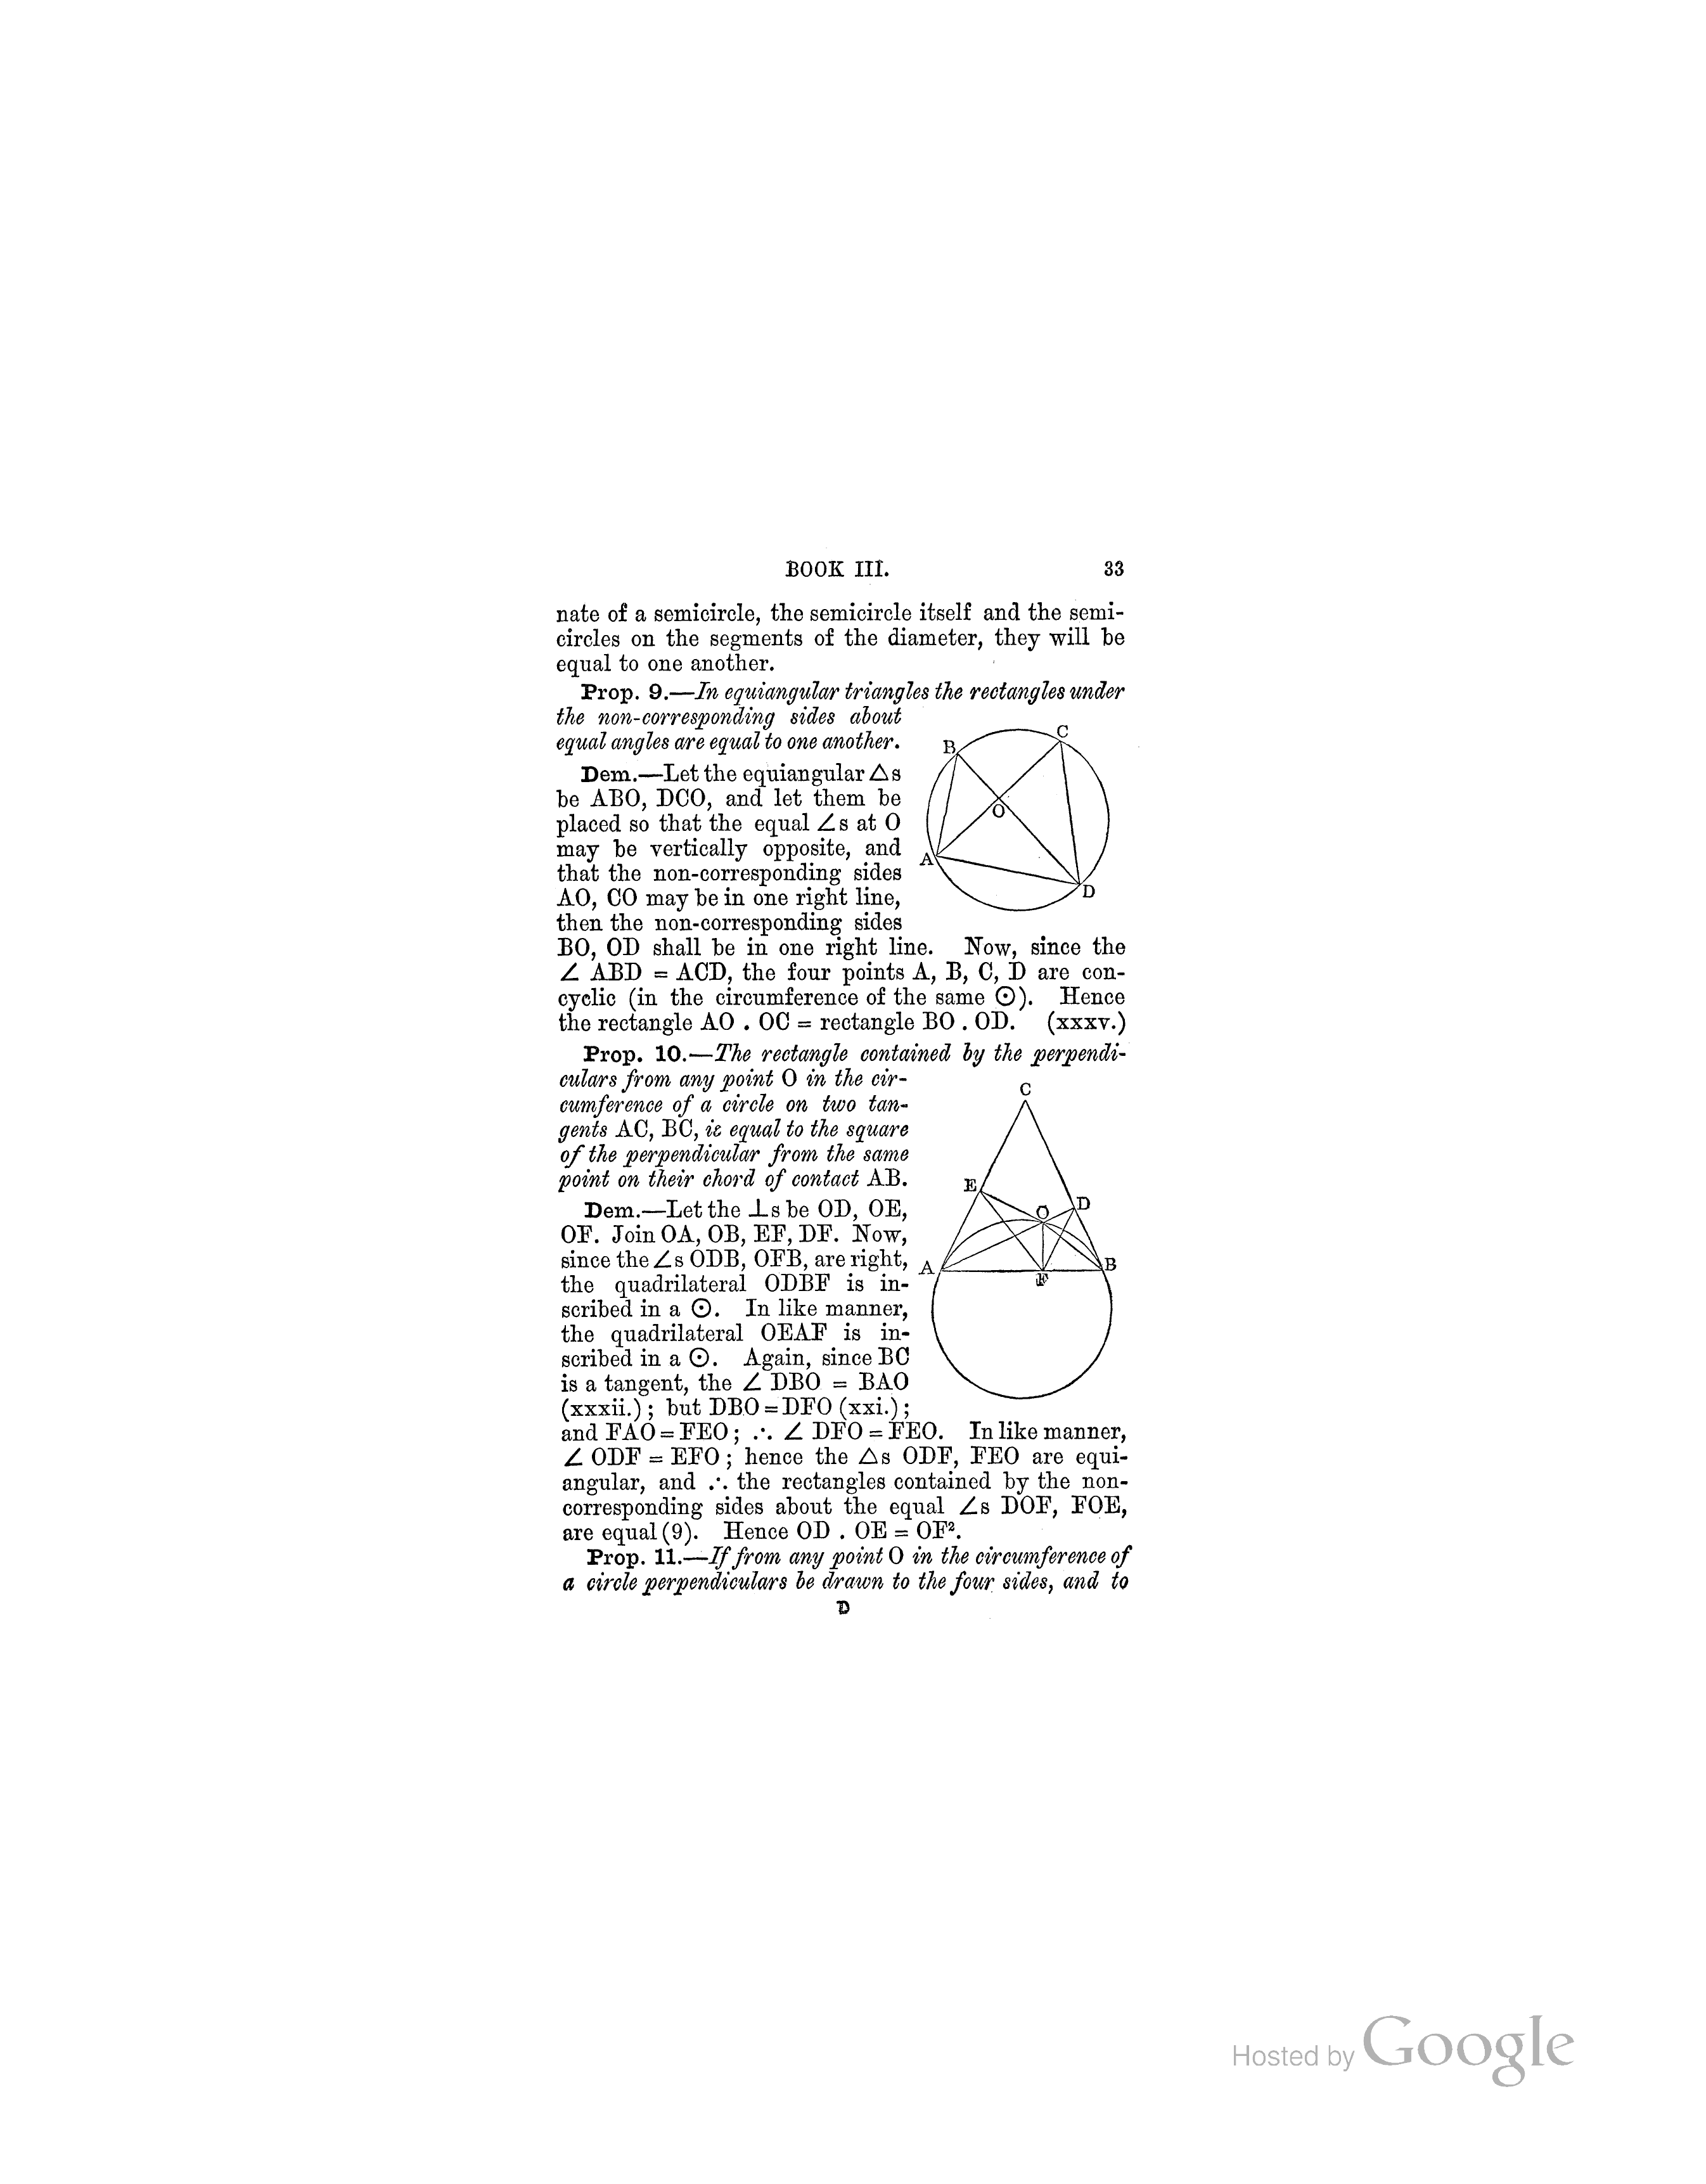 BOOK III. 33
nate of a semicircle, the semicircle itself and the semi-
circles on the segments of the diameter, they will be
equal to one another.
Prop. 9.—In equiangular triangles the rectangles under
the non-corresponding sides about
equal angles are equal to one another.
Dem.—Let the equiangular △s
be ABO, DCO, and let them be
placed so that the equal ∠s at O
may be vertically opposite, and
that the non-corresponding sides
AO, CO may be in one right line,
then the non-corresponding sides
B
C
O
A
D
BO, OD shall be in one right line. Now, since the
∠ ABD = ACD, the four points A, B, C, D are con-
cyclic (in the circumference of the same ⊙). Hence
the rectangle AO . OC = rectangle BO . OD. (xxxv.)
Prop. 10.—The rectangle contained by the perpendi-
culars from any point O in the cir-
cumference of a circle on two tan-
gents AC, BC, is equal to the square
of the perpendicular from the same
point on their chord of contact AB.
Dem.—Let the ⊥s be OD, OE,
OF. Join OA, OB, EF, DF. Now,
since the ∠s ODB, OFB, are right,
the quadrilateral ODBF is in-
scribed in a ⊙. In like manner,
the quadrilateral OEAF is in-
scribed in a ⊙. Again, since BC
is a tangent, the ∠ DBO = BAO
(xxxii.) ; but DBO = DFO (xxi.) ;
C
E
D
O
A
B
F
and FAO = FEO ; ∴ ∠ DFO = FEO. In like manner,
∠ ODF = EFO ; hence the △s ODF, FEO are equi-
angular, and ∴ the rectangles contained by the non-
corresponding sides about the equal ∠s DOF, FOE,
are equal (9). Hence OD . OE = OF².
Prop. 11.—If from any point O in the circumference of
a circle perpendiculars be drawn to the four sides, and to
D
Hosted by Google